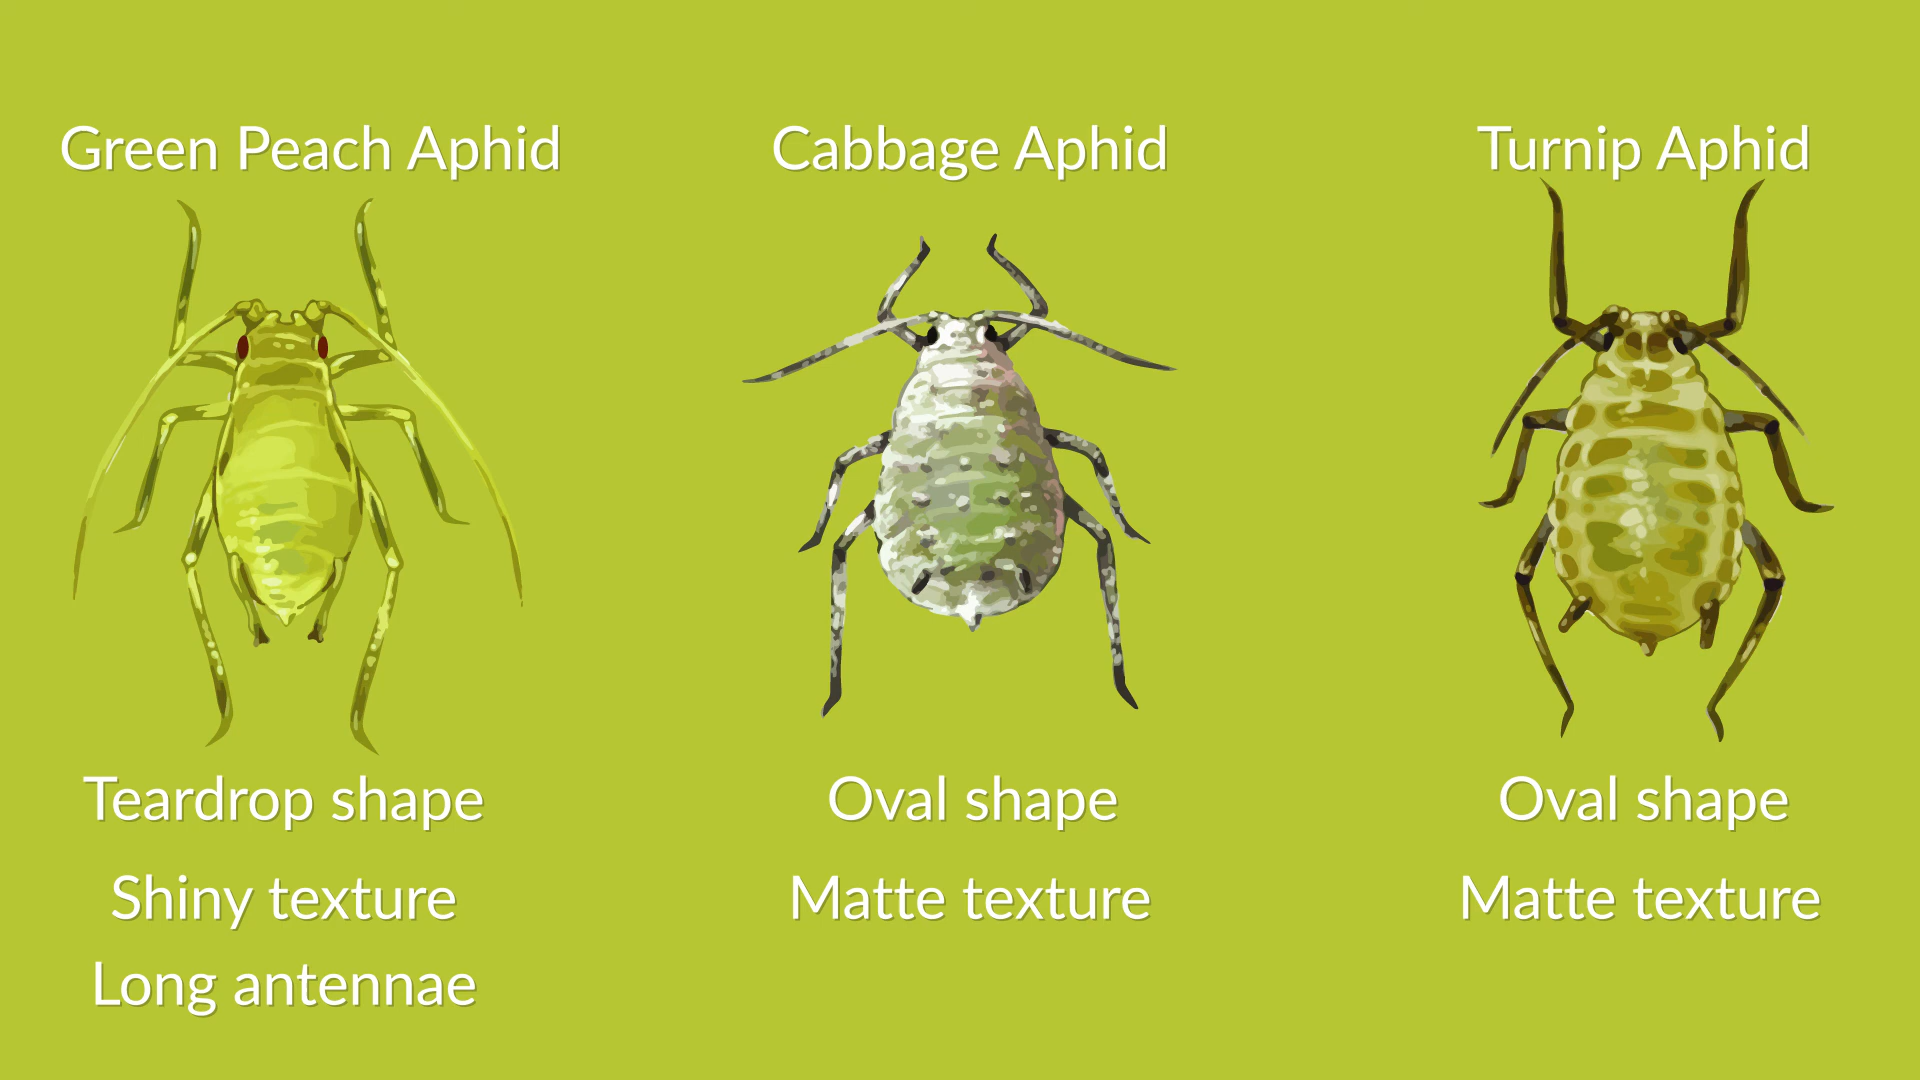 Green Peach Aphid
Cabbage Aphid
Turnip Aphid
Teardrop shape
Oval shape
Oval shape
Shiny texture
Matte texture
Matte texture
Long antennae